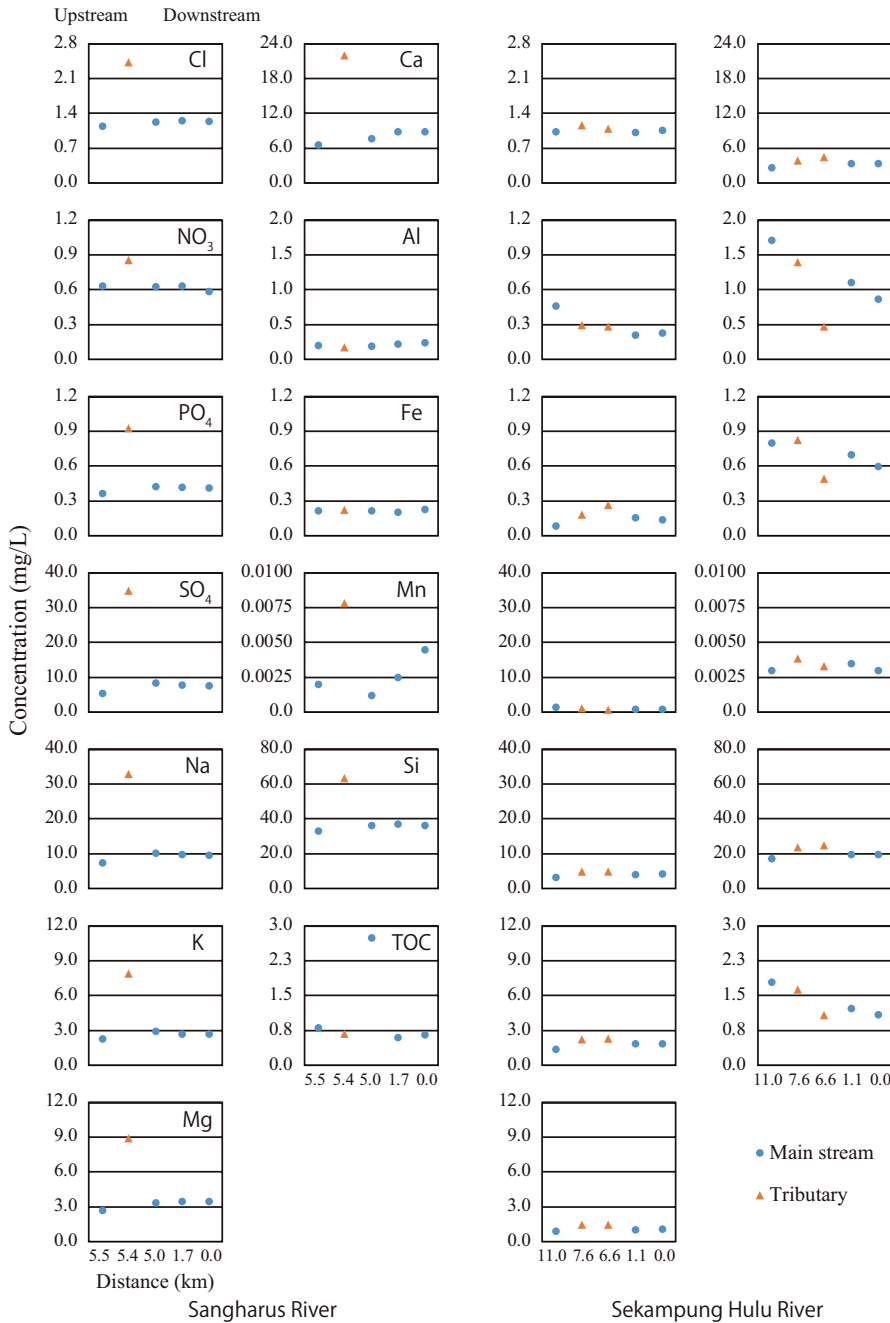 Upstream Downstream
2.8 Cl 24.0 Ca 2.8 24.0
2.1 18.0 2.1 18.0
1.4 12.0 1.4 12.0
0.7 6.0 0.7 6.0
0.0 0.0 0.0 0.0
1.2 NO3 2.0 Al 1.2 2.0
0.9 1.5 0.9 1.5
0.6 1.0 0.6 1.0
0.3 0.5 0.3 0.5
0.0 0.0 0.0 0.0
1.2 PO4 1.2 Fe 1.2 1.2
0.9 0.9 0.9 0.9
0.6 0.6 0.6 0.6
0.3 0.3 0.3 0.3
0.0 0.0 0.0 0.0
Concentration (mg/L)
40.0 SO4 0.0100 Mn 40.0 0.0100
30.0 0.0075 30.0 0.0075
20.0 0.0050 20.0 0.0050
10.0 0.0025 10.0 0.0025
0.0 0.0 0.0 0.0
40.0 Na 80.0 Si 40.0 80.0
30.0 60.0 30.0 60.0
20.0 40.0 20.0 40.0
10.0 20.0 10.0 20.0
0.0 0.0 0.0 0.0
12.0 K 3.0 TOC 12.0 3.0
9.0 2.3 9.0 2.3
6.0 1.5 6.0 1.5
3.0 0.8 3.0 0.8
0.0 0.0 0.0 0.0
5.5 5.4 5.0 1.7 0.0 11.0 7.6 6.6 1.1 0.0
12.0 Mg 12.0
9.0 9.0
6.0 6.0
3.0 3.0
0.0 0.0
5.5 5.4 5.0 1.7 0.0 11.0 7.6 6.6 1.1 0.0
Main stream
Tributary
Distance (km)
Sangharus River Sekampung Hulu River